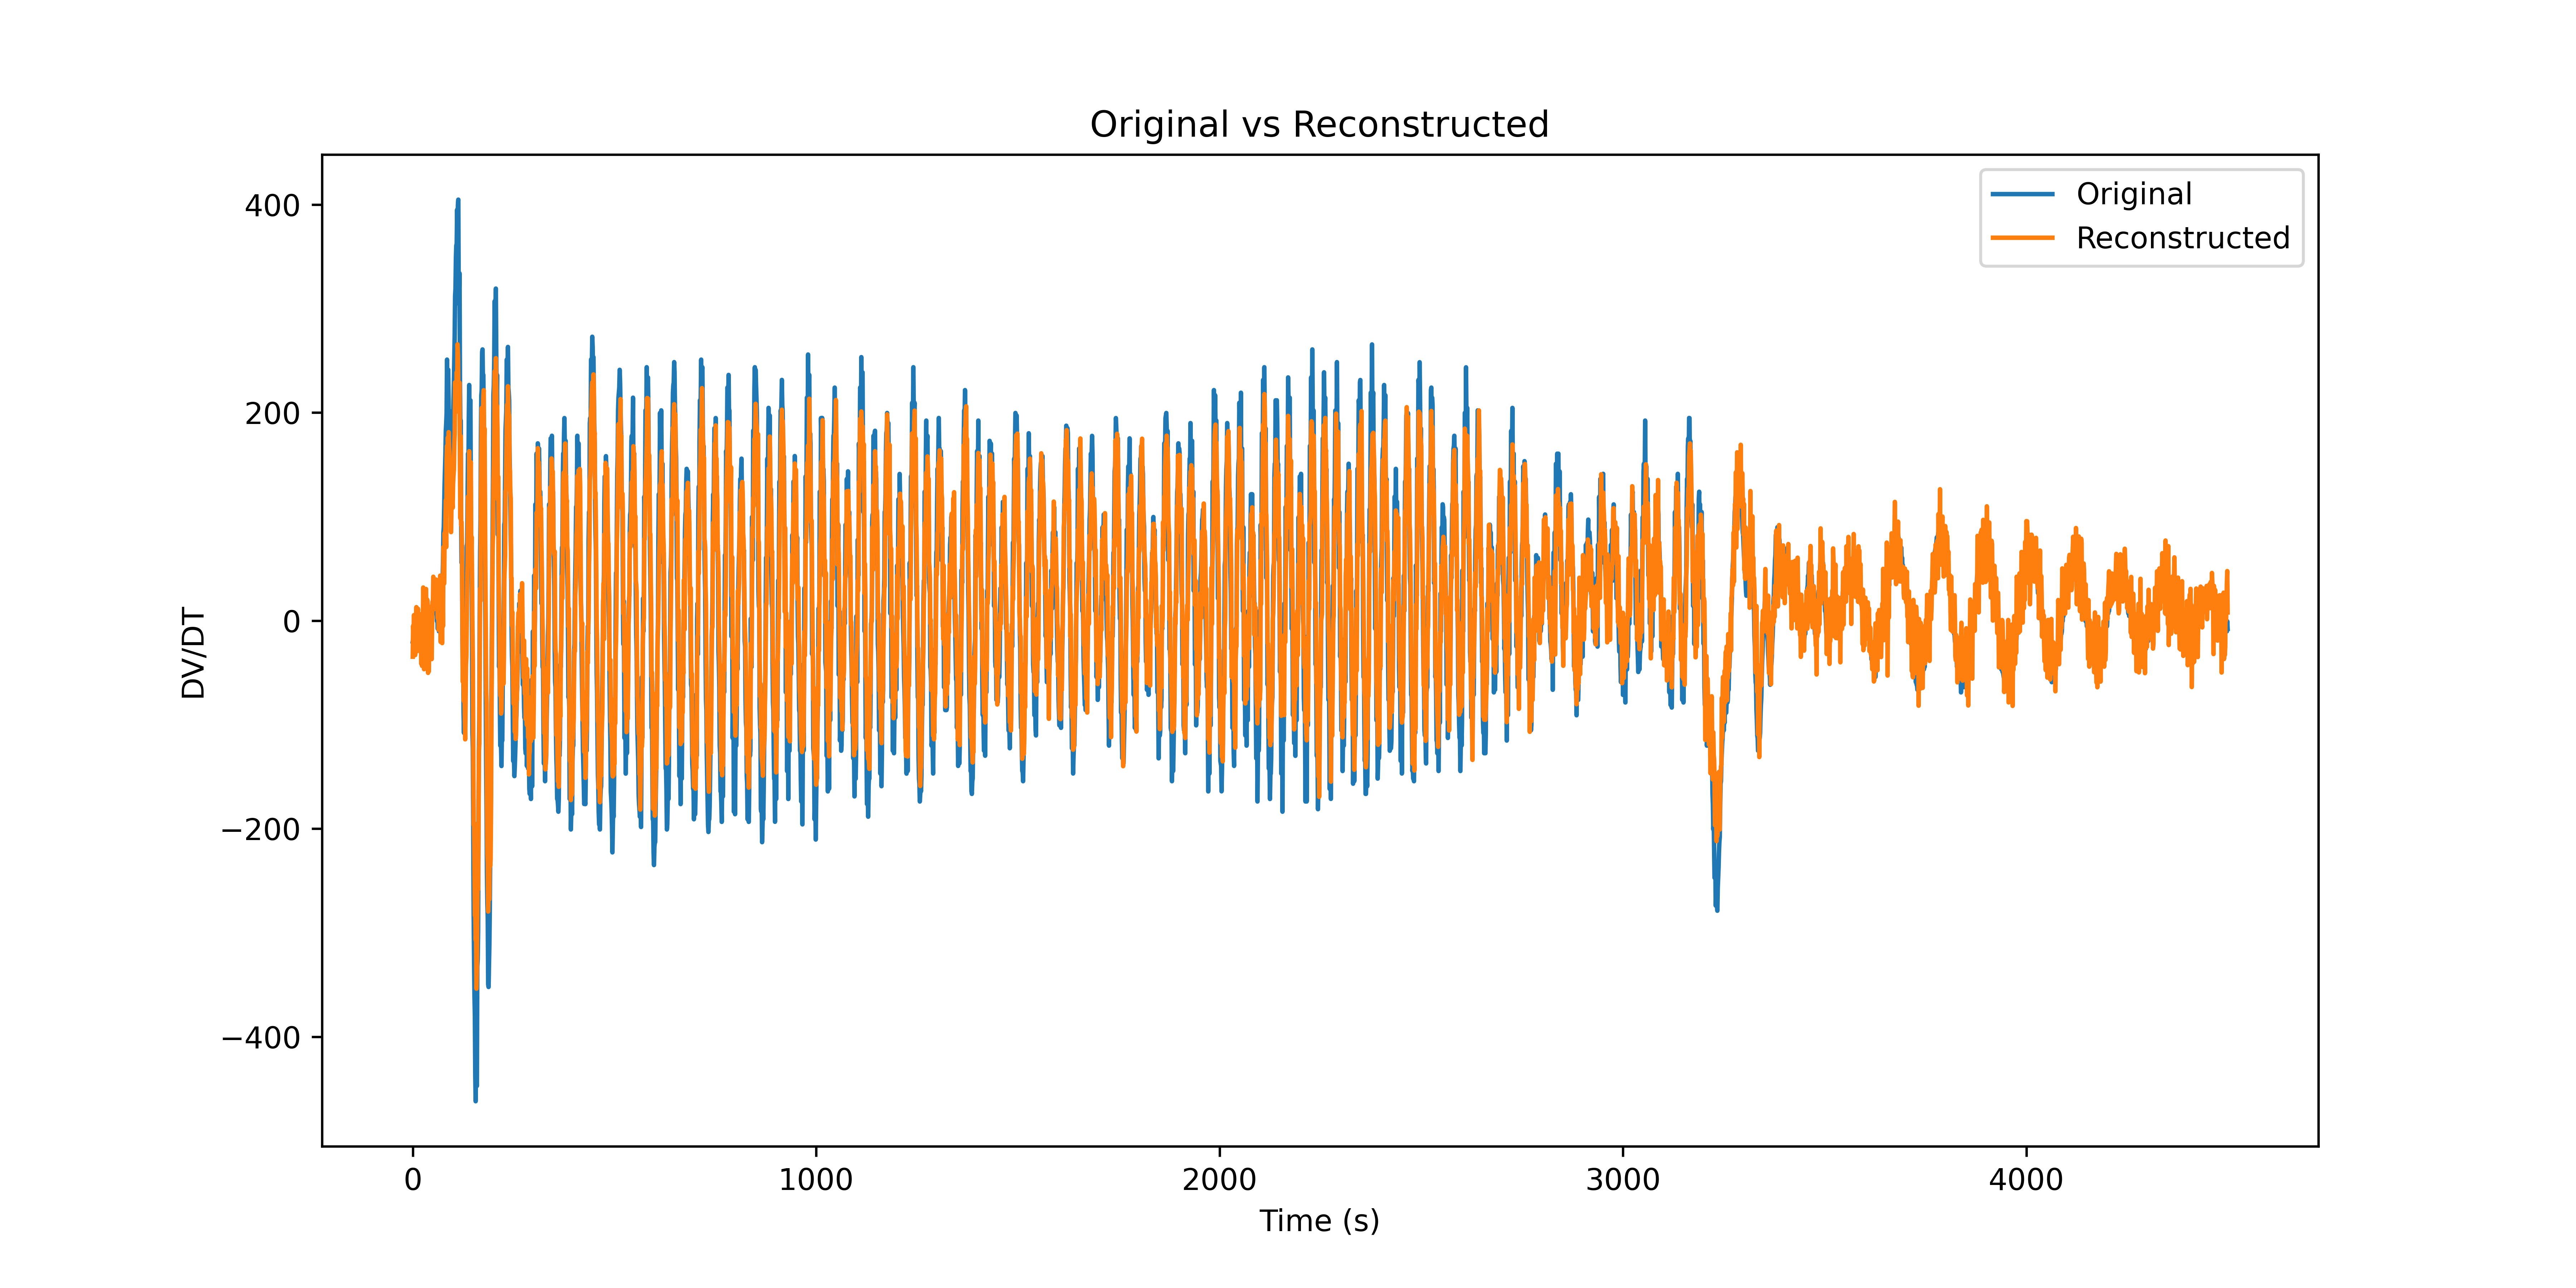 Original vs Reconstructed
Original
Reconstructed
DV/DT
400
200
0
−200
−400
0 1000 2000 3000 4000
Time (s)